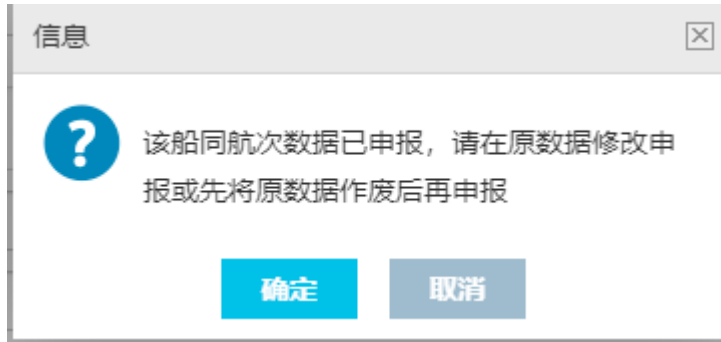 信息
该船同航次数据已申报，请在原数据修改申
报或先将原数据作废后再申报
确定
取消